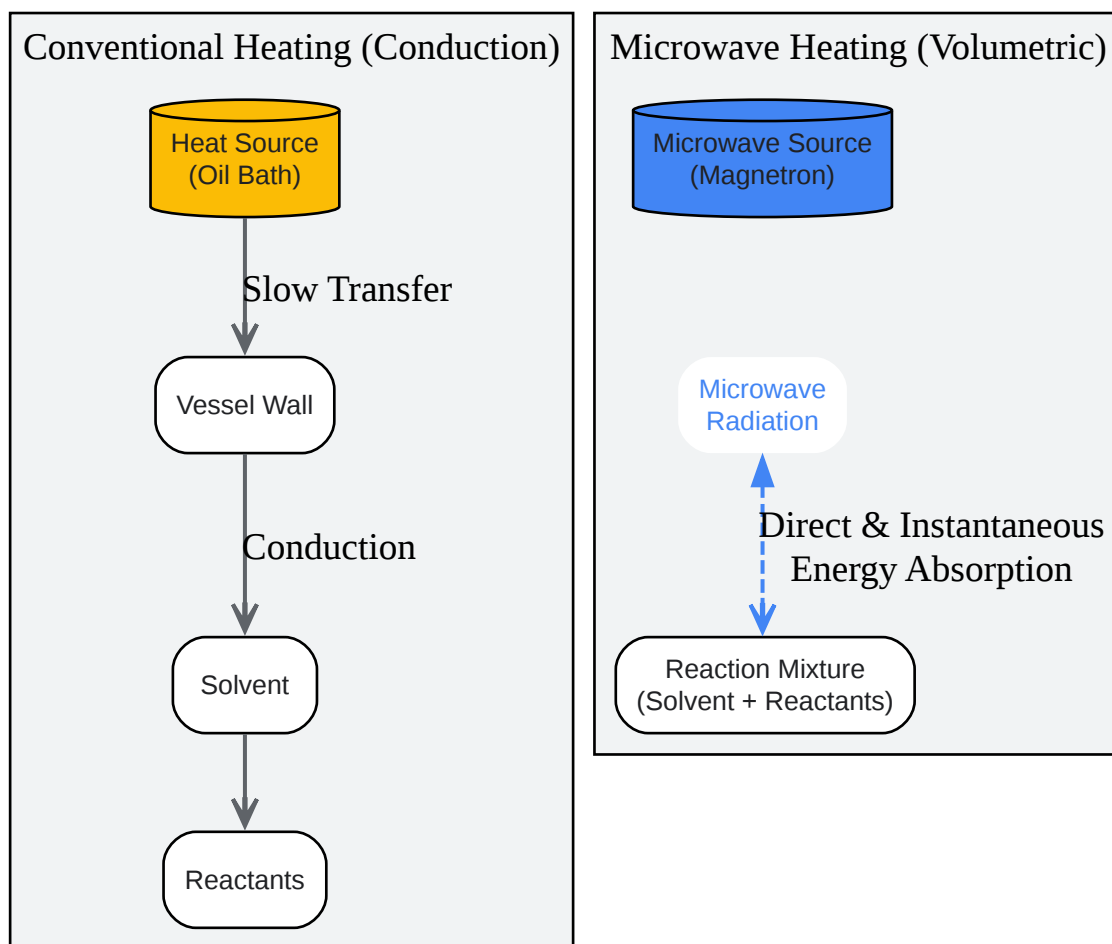 Conventional Heating (Conduction)
Heat Source
(Oil Bath)
Slow Transfer
Vessel Wall
Conduction
Solvent
Reactants
Microwave Heating (Volumetric)
Microwave Source
(Magnetron)
Microwave
Radiation
Direct & Instantaneous
Energy Absorption
Reaction Mixture
(Solvent + Reactants)